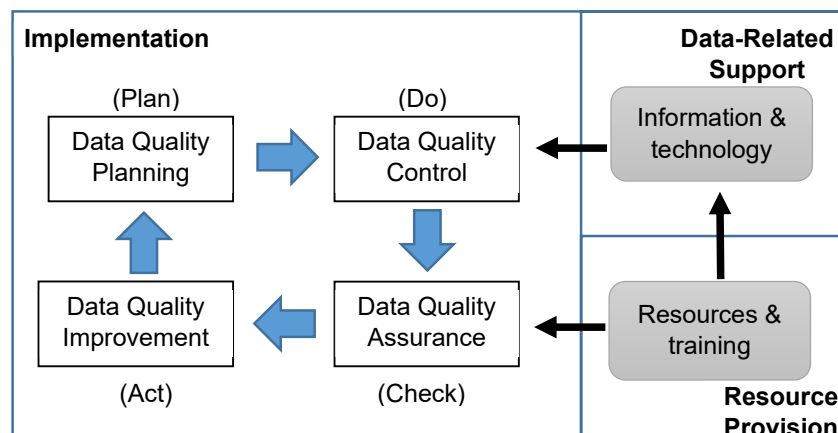 Implementation
(Plan)
Data Quality
Planning
(Do)
Data Quality
Control
Data Quality
Improvement
(Act)
Data Quality
Assurance
(Check)
Data-Related
Support
Information &
technology
Resources &
training
Resource
Provision